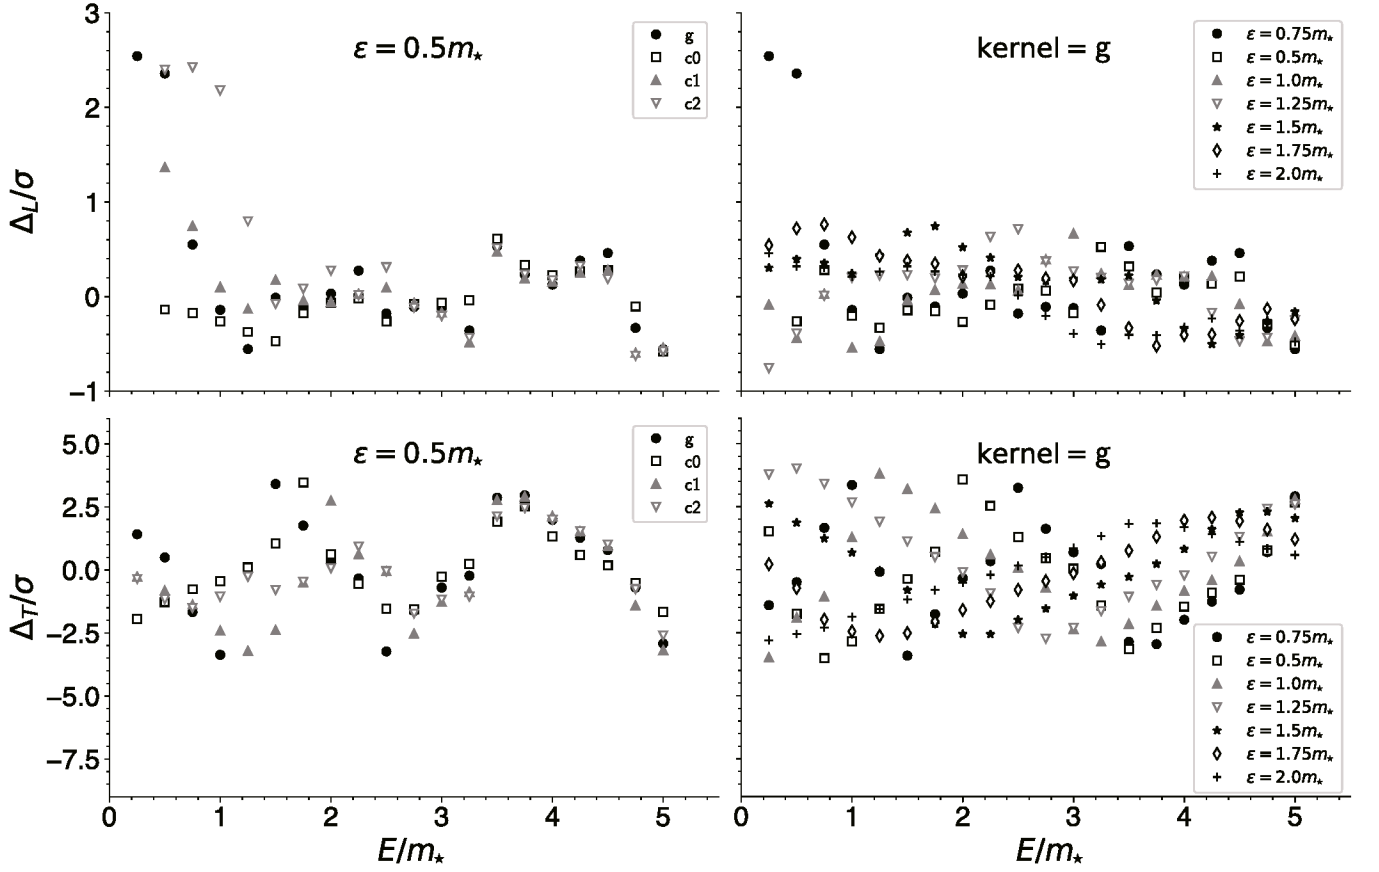 3
2
1
0
−1
Δ_L/σ
ε = 0.5m⋆
g
c0
c1
c2
kernel = g
ε = 0.75m⋆
ε = 0.5m⋆
ε = 1.0m⋆
ε = 1.25m⋆
ε = 1.5m⋆
ε = 1.75m⋆
ε = 2.0m⋆
5.0
2.5
0.0
−2.5
−5.0
−7.5
Δ_T/σ
ε = 0.5m⋆
g
c0
c1
c2
kernel = g
ε = 0.75m⋆
ε = 0.5m⋆
ε = 1.0m⋆
ε = 1.25m⋆
ε = 1.5m⋆
ε = 1.75m⋆
ε = 2.0m⋆
0 1 2 3 4 5
0 1 2 3 4 5
E/m⋆
E/m⋆